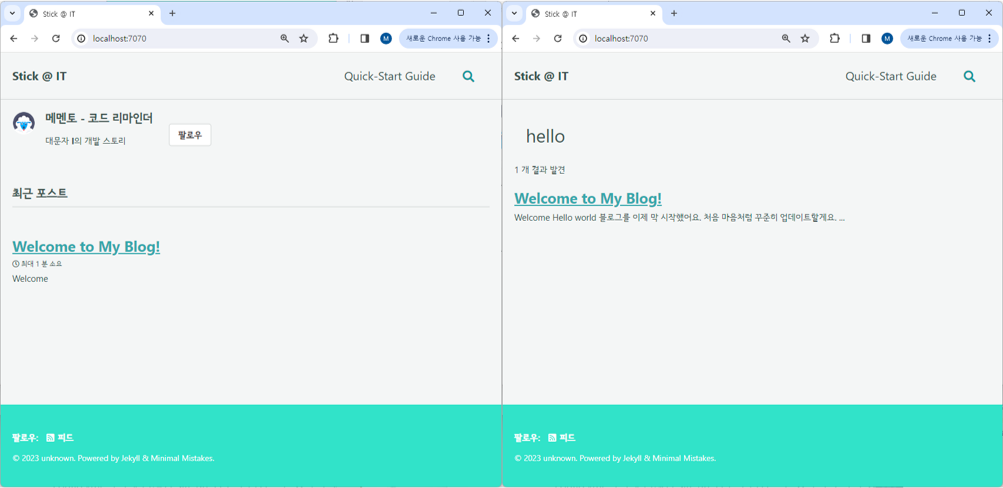 Stick @ IT
localhost:7070
M
새로운 Chrome 사용 가능
Stick @ IT
Quick-Start Guide
메멘토 - 코드 리마인더
대문자 I의 개발 스토리
팔로우
최근 포스트
Welcome to My Blog!
최대 1 분 소요
Welcome
팔로우: 피드
© 2023 unknown. Powered by Jekyll & Minimal Mistakes.
Stick @ IT
localhost:7070
M
새로운 Chrome 사용 가능
Stick @ IT
Quick-Start Guide
hello
1 개 결과 발견
Welcome to My Blog!
Welcome Hello world 블로그를 이제 막 시작했어요. 처음 마음처럼 꾸준히 업데이트할게요. ...
팔로우: 피드
© 2023 unknown. Powered by Jekyll & Minimal Mistakes.